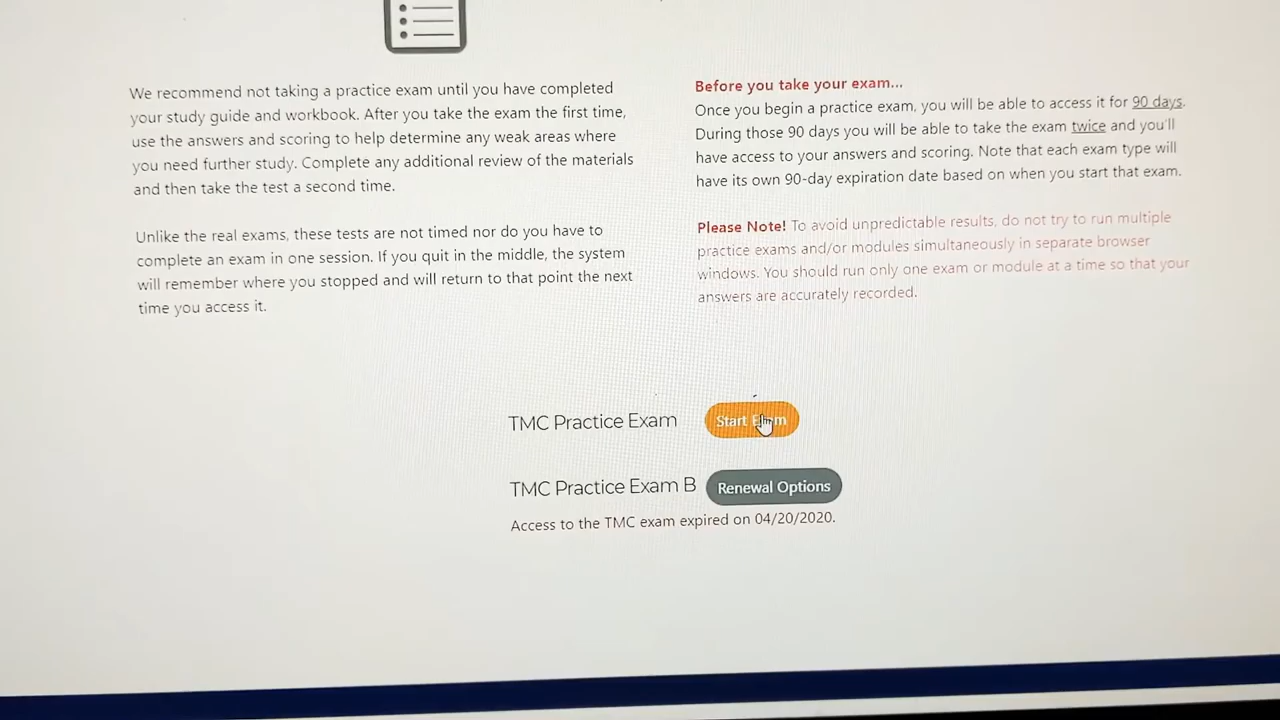 We recommend not taking a practice exam until you have completed
your study guide and workbook. After you take the exam the first time,
use the answers and scoring to help determine any weak areas where
you need further study. Complete any additional review of the materials
and then take the test a second time.
Unlike the real exams, these tests are not timed nor do you have to
complete an exam in one session. If you quit in the middle, the system
will remember where you stopped and will return to that point the next
time you access it.
Before you take your exam...
Once you begin a practice exam, you will be able to access it for 90 days.
During those 90 days you will be able to take the exam twice and you'll
have access to your answers and scoring. Note that each exam type will
have its own 90-day expiration date based on when you start that exam.
Please Note! To avoid unpredictable results, do not try to run multiple
practice exams and/or modules simultaneously in separate browser
windows. You should run only one exam or module at a time so that your
answers are accurately recorded.
TMC Practice Exam Start Exam
TMC Practice Exam B Renewal Options
Access to the TMC exam expired on 04/20/2020.